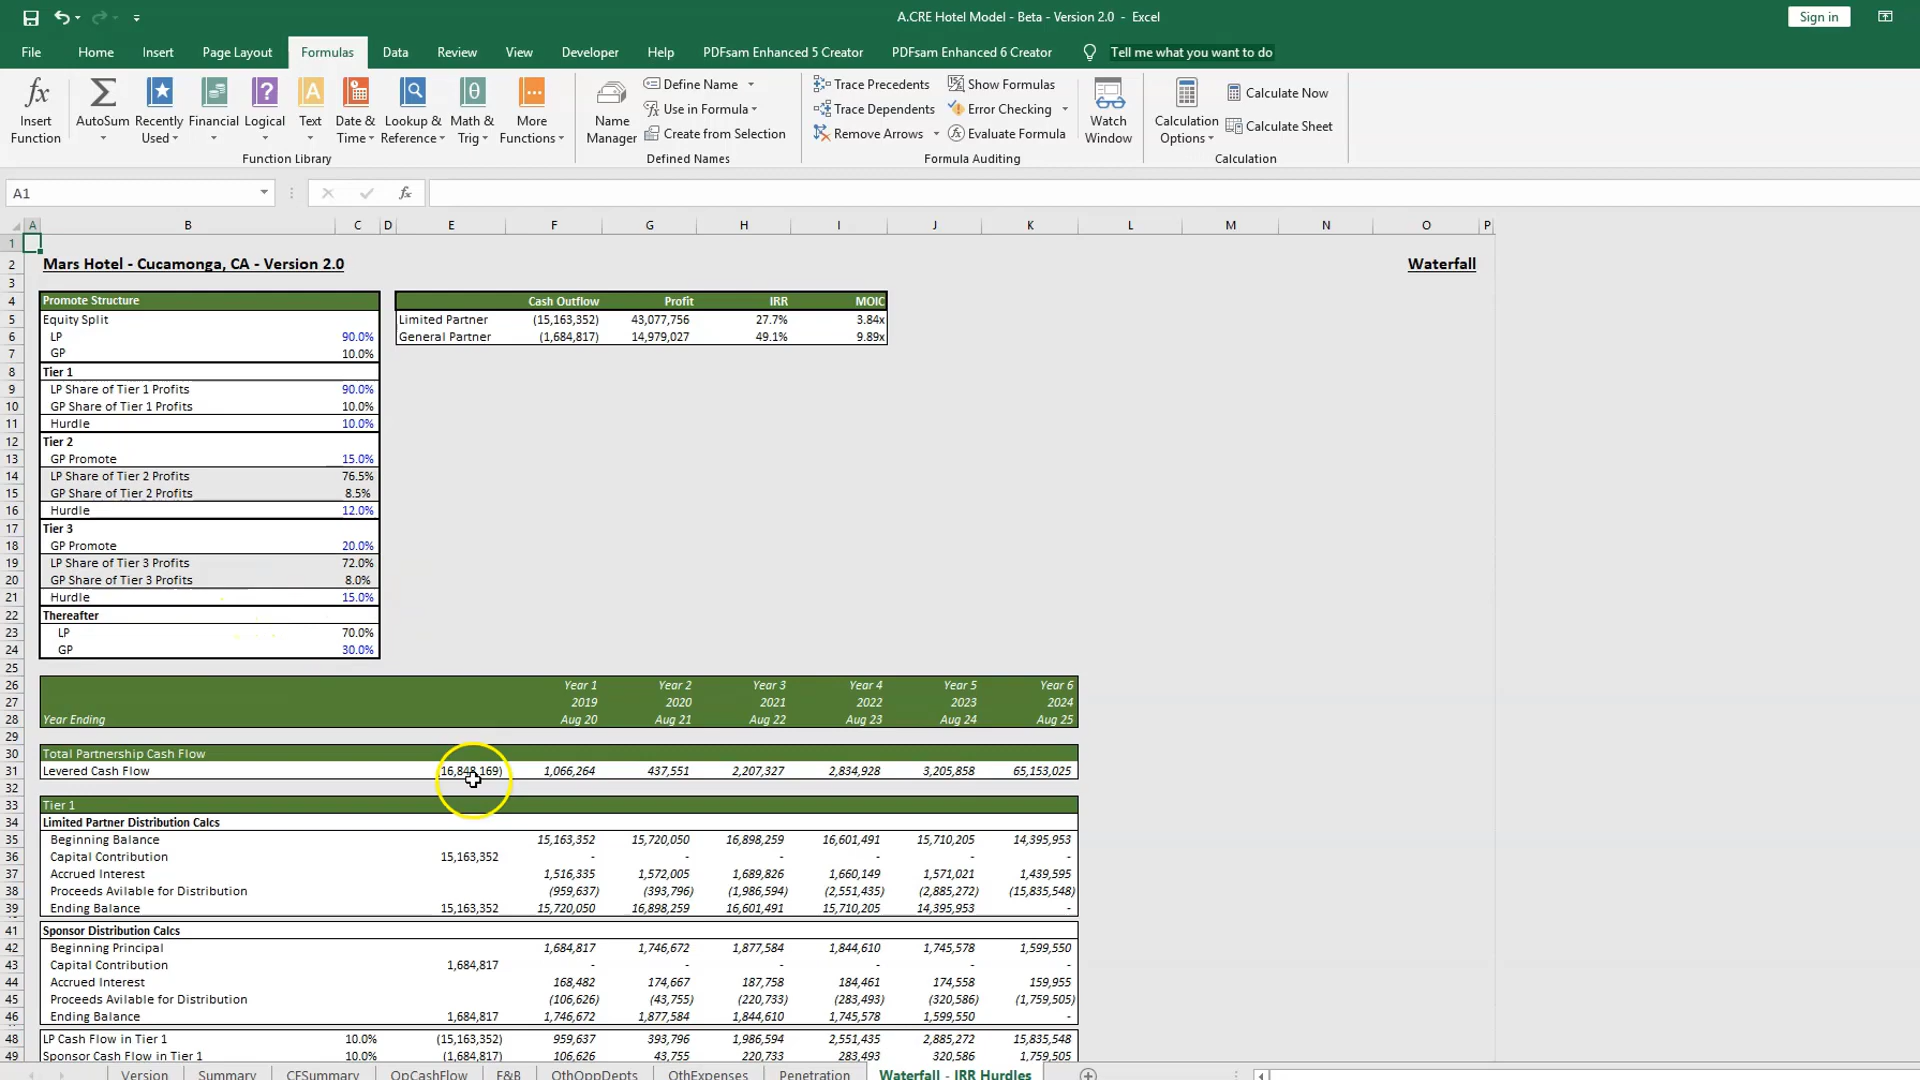 A.CRE Hotel Model - Beta - Version 2.0 - Excel
Sign in
File Home Insert Page Layout Formulas Data Review View Developer Help PDFsam Enhanced 5 Creator PDFsam Enhanced 6 Creator Tell me what you want to do
Insert Function
AutoSum
Recently Used
Financial
Logical
Text
Date & Time
Lookup & Reference
Math & Trig
More Functions
Function Library
Name Manager
Define Name
Use in Formula
Create from Selection
Defined Names
Trace Precedents
Trace Dependents
Remove Arrows
Show Formulas
Error Checking
Evaluate Formula
Formula Auditing
Watch Window
Calculation Options
Calculate Now
Calculate Sheet
Calculation
A1
fx
A B C D E F G H I J K L M N O P
1
2 Mars Hotel - Cucamonga, CA - Version 2.0 Waterfall
3
4 Promote Structure Cash Outflow Profit IRR MOIC
5 Equity Split Limited Partner (15,163,352) 43,077,756 27.7% 3.84x
6 LP 90.0% General Partner (1,684,817) 14,979,027 49.1% 9.89x
7 GP 10.0%
8 Tier 1
9 LP Share of Tier 1 Profits 90.0%
10 GP Share of Tier 1 Profits 10.0%
11 Hurdle 10.0%
12 Tier 2
13 GP Promote 15.0%
14 LP Share of Tier 2 Profits 76.5%
15 GP Share of Tier 2 Profits 8.5%
16 Hurdle 12.0%
17 Tier 3
18 GP Promote 20.0%
19 LP Share of Tier 3 Profits 72.0%
20 GP Share of Tier 3 Profits 8.0%
21 Hurdle 15.0%
22 Thereafter
23 LP 70.0%
24 GP 30.0%
25
26 Year 1 Year 2 Year 3 Year 4 Year 5 Year 6
27 2019 2020 2021 2022 2023 2024
28 Year Ending Aug 20 Aug 21 Aug 22 Aug 23 Aug 24 Aug 25
29
30 Total Partnership Cash Flow
31 Levered Cash Flow 16,848,169) 1,066,264 437,551 2,207,327 2,834,928 3,205,858 65,153,025
32
33 Tier 1
34 Limited Partner Distribution Calcs
35 Beginning Balance 15,163,352 15,720,050 16,898,259 16,601,491 15,710,205 14,395,953
36 Capital Contribution 15,163,352 - - - - - -
37 Accrued Interest 1,516,335 1,572,005 1,689,826 1,660,149 1,571,021 1,439,595
38 Proceeds Avilable for Distribution (959,637) (393,796) (1,986,594) (2,551,435) (2,885,272) (15,835,548)
39 Ending Balance 15,163,352 15,720,050 16,898,259 16,601,491 15,710,205 14,395,953 -
41 Sponsor Distribution Calcs
42 Beginning Principal 1,684,817 1,746,672 1,877,584 1,844,610 1,745,578 1,599,550
43 Capital Contribution 1,684,817 - - - - - -
44 Accrued Interest 168,482 174,667 187,758 184,461 174,558 159,955
45 Proceeds Avilable for Distribution (106,626) (43,755) (220,733) (283,493) (320,586) (1,759,505)
46 Ending Balance 1,684,817 1,746,672 1,877,584 1,844,610 1,745,578 1,599,550 -
48 LP Cash Flow in Tier 1 10.0% (15,163,352) 959,637 393,796 1,986,594 2,551,435 2,885,272 15,835,548
49 Sponsor Cash Flow in Tier 1 10.0% (1,684,817) 106,626 43,755 220,733 283,493 320,586 1,759,505
Version Summary CFSummary OpCashFlow F&B OthOppDepts OthExpenses Penetration Waterfall - IRR Hurdles